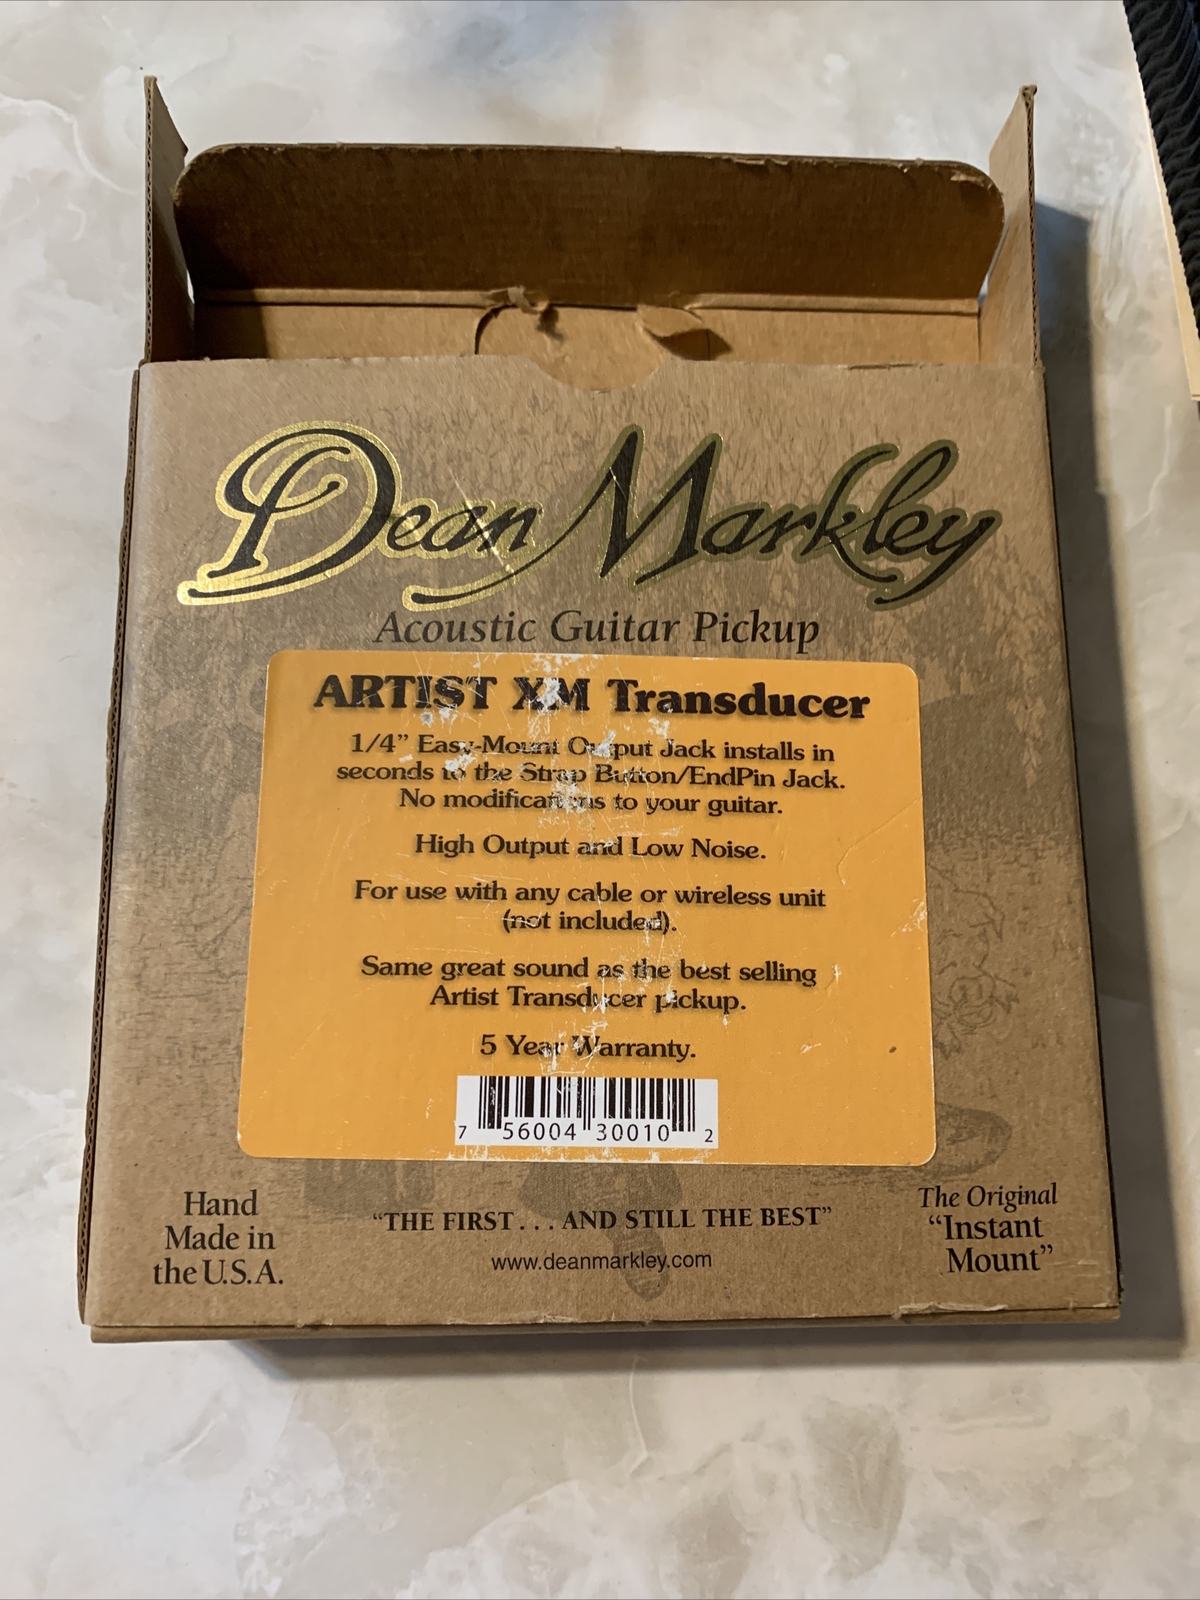 Dean Markley
Acoustic Guitar Pickup
ARTIST XM Transducer
1/4” Easy-Mount Output Jack installs in
seconds to the Strap Button/EndPin Jack.
No modifications to your guitar.
High Output and Low Noise.
For use with any cable or wireless unit
(not included).
Same great sound as the best selling
Artist Transducer pickup.
5 Year Warranty.
7 56004 30010 2
Hand
Made in
the U.S.A.
“THE FIRST . . . AND STILL THE BEST”
www.deanmarkley.com
The Original
“Instant
Mount”